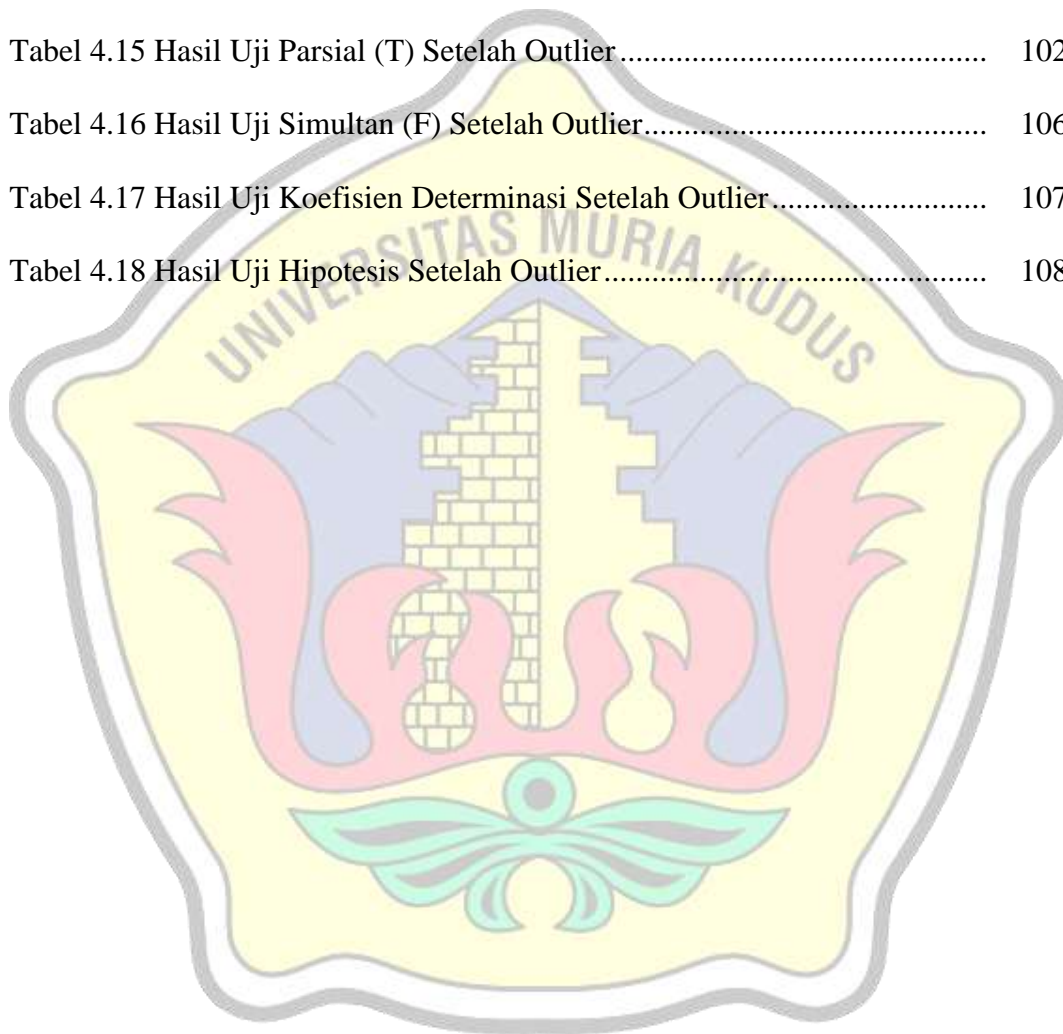 Tabel 4.15 Hasil Uji Parsial (T) Setelah Outlier.............................................. 102
Tabel 4.16 Hasil Uji Simultan (F) Setelah Outlier........................................... 106
Tabel 4.17 Hasil Uji Koefisien Determinasi Setelah Outlier........................... 107
Tabel 4.18 Hasil Uji Hipotesis Setelah Outlier................................................ 108
UNIVERSITAS MURIA KUDUS